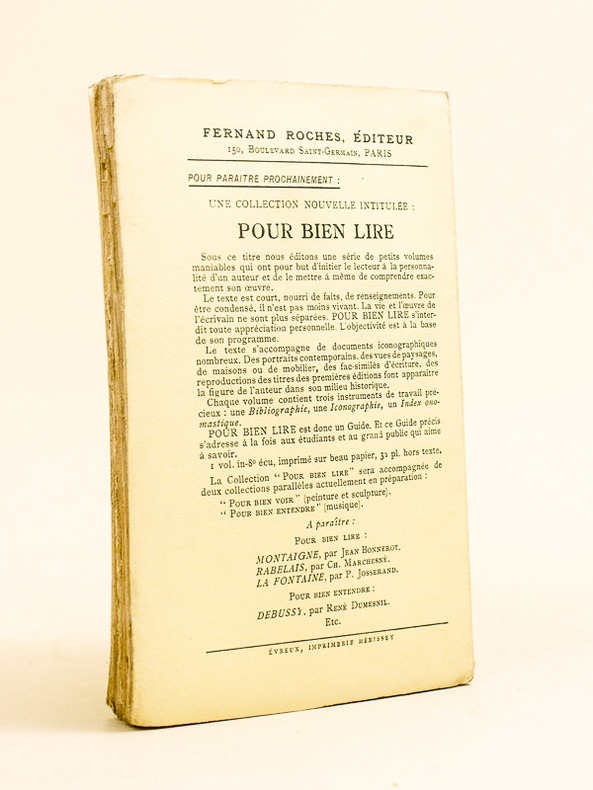 FERNAND ROCHES, ÉDITEUR
150, BOULEVARD SAINT-GERMAIN, PARIS
POUR PARAITRE PROCHAINEMENT :
UNE COLLECTION NOUVELLE INTITULÉE :
POUR BIEN LIRE
Sous ce titre nous éditons une série de petits volumes
maniables qui ont pour but d'initier le lecteur à la personna-
lité d'un auteur et de le mettre à même de comprendre exac-
tement son œuvre.
Le texte est court, nourri de faits, de renseignements. Pour
être condensé, il n'est pas moins vivant. La vie et l'œuvre de
l'écrivain ne sont plus séparées. POUR BIEN LIRE s'inter-
dit toute appréciation personnelle. L'objectivité est à la base
de son programme.
Le texte s'accompagne de documents iconographiques
nombreux. Des portraits contemporains, des vues de paysages,
de maisons ou de mobilier, des fac-similés d'écriture, des
reproductions des titres des premières éditions font apparaître
la figure de l'auteur dans son milieu historique.
Chaque volume contient trois instruments de travail pré-
cieux : une Bibliographie, une Iconographie, un Index ono-
mastique.
POUR BIEN LIRE est donc un Guide. Et ce Guide précis
s'adresse à la fois aux étudiants et au grand public qui aime
à savoir.
1 vol. in-8º écu, imprimé sur beau papier, 32 pl. hors texte.
La Collection “ POUR BIEN LIRE ” sera accompagnée de
deux collections parallèles actuellement en préparation :
“ POUR BIEN VOIR ” (peinture et sculpture).
“ POUR BIEN ENTENDRE ” (musique).
A paraître :
POUR BIEN LIRE :
MONTAIGNE, par JEAN BONNEROT.
RABELAIS, par CH. MARCHESNÉ.
LA FONTAINE, par P. JOSSERAND.
POUR BIEN ENTENDRE :
DEBUSSY, par RENÉ DUMESNIL.
Etc.
ÉVREUX, IMPRIMERIE HÉRISSEY